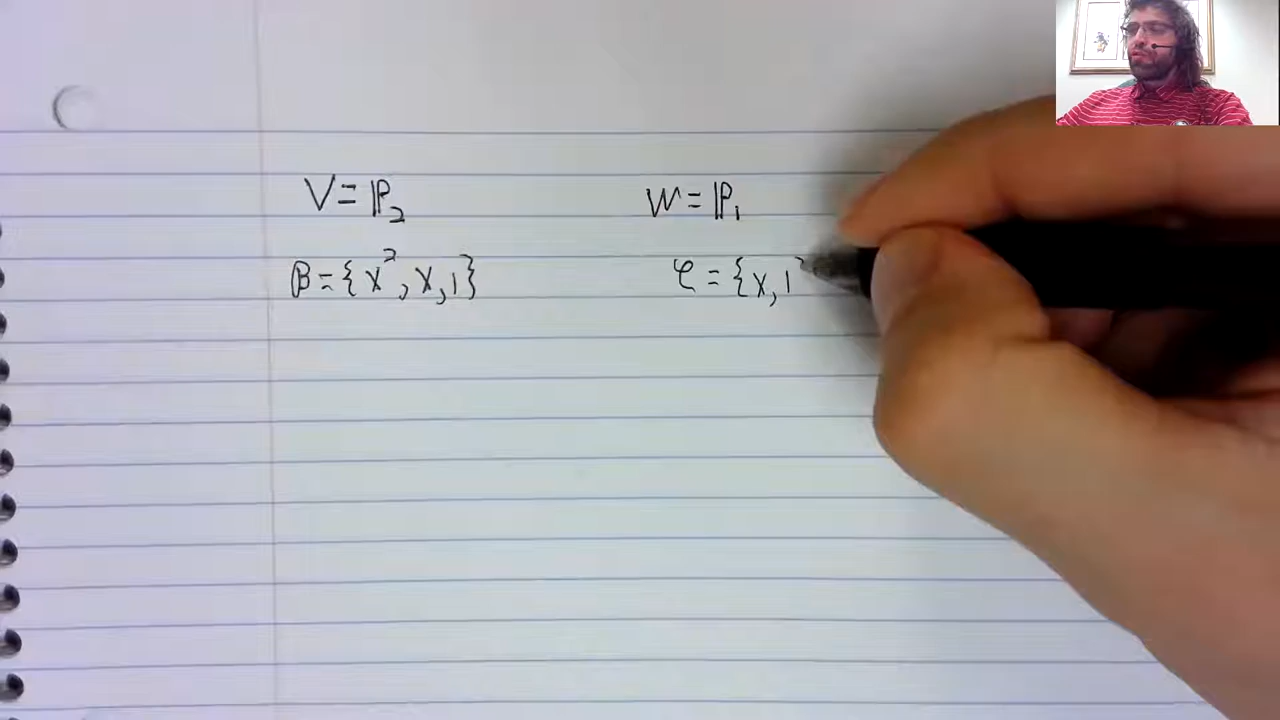 V = ℙ₂ W = ℙ₁
β = {x², x, 1} 𝒞 = {x, 1}